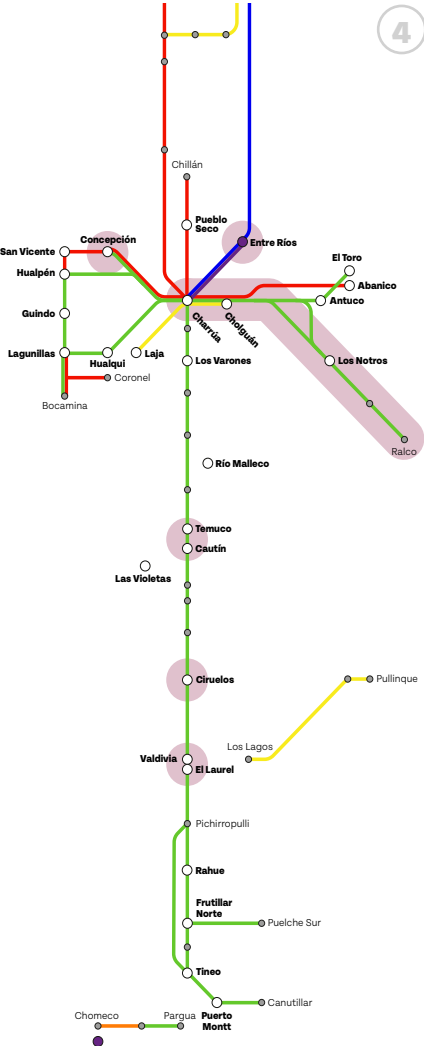 4
Chillán
Pueblo
Seco
Concepción
Entre Ríos
San Vicente
El Toro
Hualpén
Abanico
Antuco
Guindo
Charrúa
Cholguán
Lagunillas
Hualqui
Laja
Los Varones
Los Notros
Coronel
Bocamina
Ralco
Río Malleco
Temuco
Cautín
Las Violetas
Ciruelos
Pullinque
Los Lagos
Valdivia
El Laurel
Pichirropulli
Rahue
Frutillar
Norte
Puelche Sur
Tineo
Canutillar
Chomeco
Pargua
Puerto
Montt